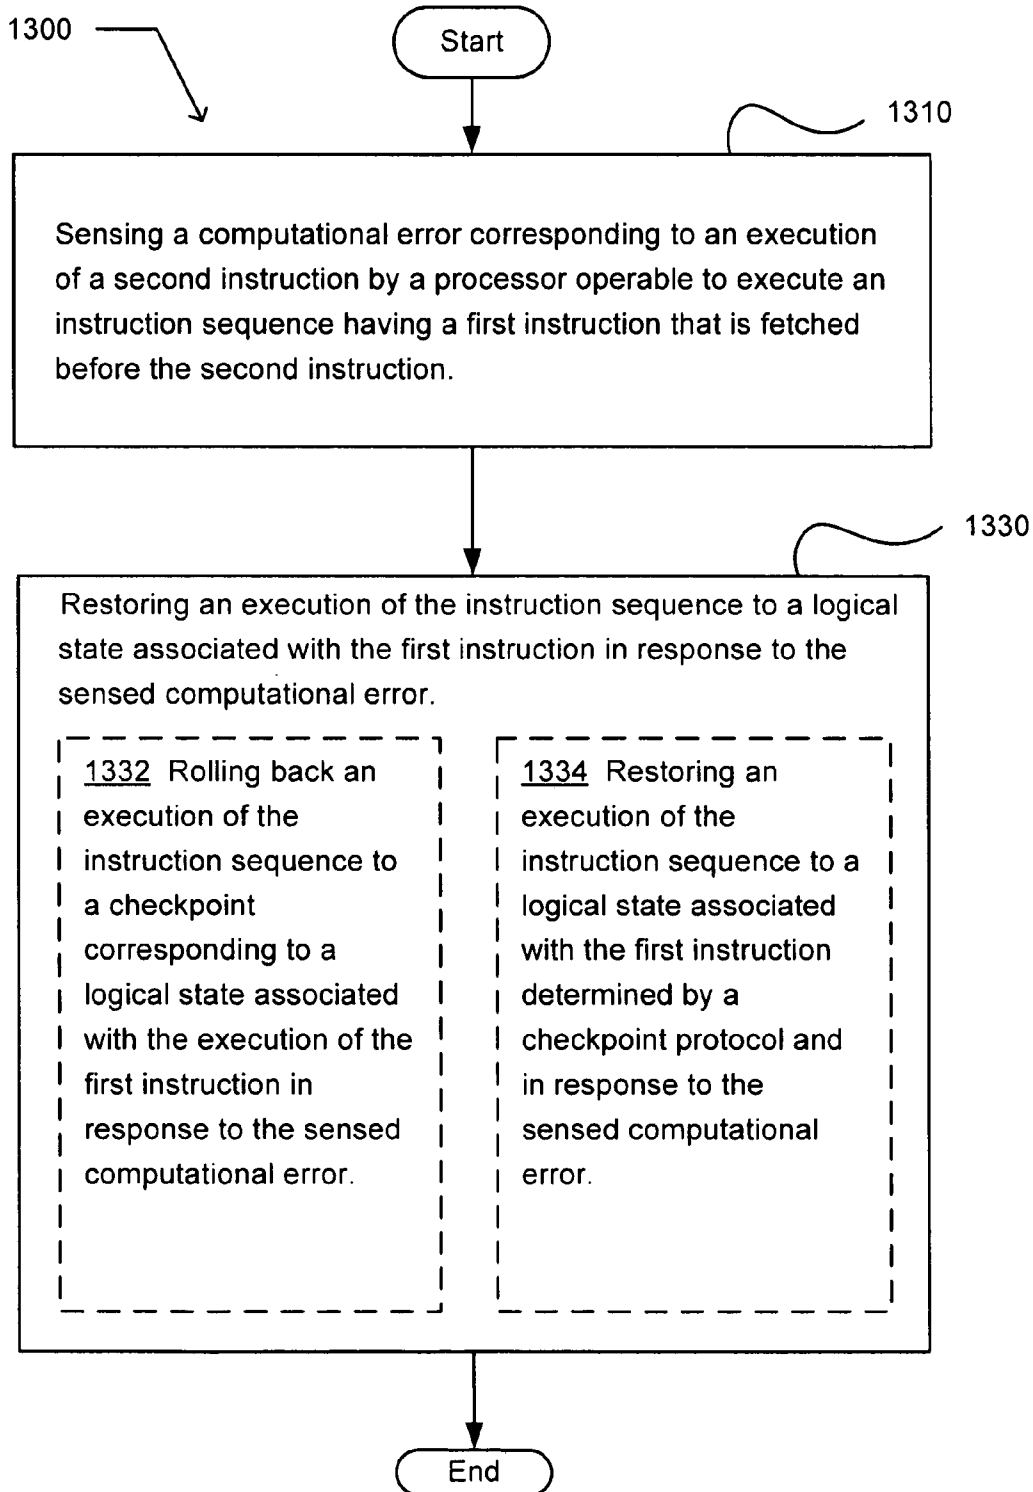 1300
Start
1310
Sensing a computational error corresponding to an execution
of a second instruction by a processor operable to execute an
instruction sequence having a first instruction that is fetched
before the second instruction.
1330
Restoring an execution of the instruction sequence to a logical
state associated with the first instruction in response to the
sensed computational error.
1332 Rolling back an
execution of the
instruction sequence to
a checkpoint
corresponding to a
logical state associated
with the execution of the
first instruction in
response to the sensed
computational error.
1334 Restoring an
execution of the
instruction sequence to a
logical state associated
with the first instruction
determined by a
checkpoint protocol and
in response to the
sensed computational
error.
End